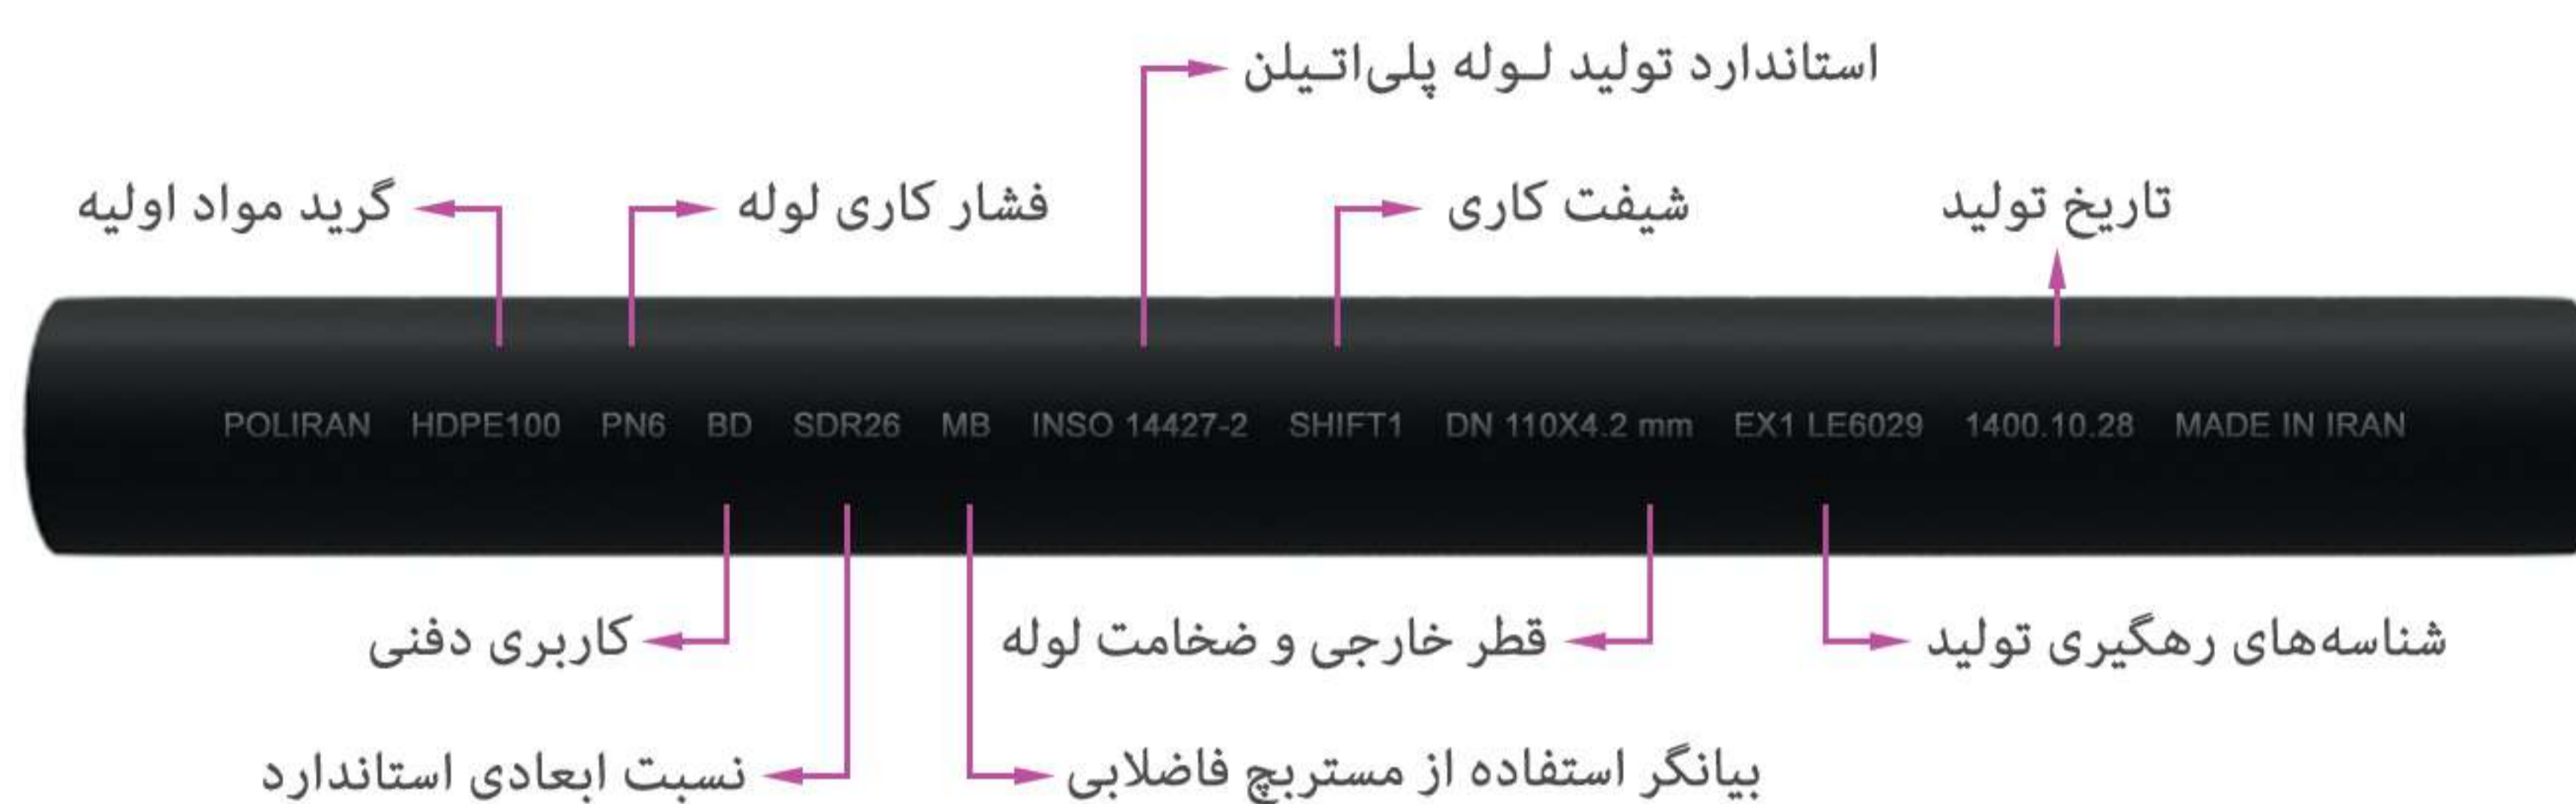 استاندارد تولید لوله پلی‌اتیلن
گرید مواد اولیه
فشار کاری لوله
شیفت کاری
تاریخ تولید
POLIRAN HDPE100 PN6 BD SDR26 MB INSO 14427-2 SHIFT1 DN 110X4.2 mm EX1 LE6029 1400.10.28 MADE IN IRAN
کاربری دفنی
قطر خارجی و ضخامت لوله
شناسه‌های رهگیری تولید
نسبت ابعادی استاندارد
بیانگر استفاده از مستربچ فاضلابی